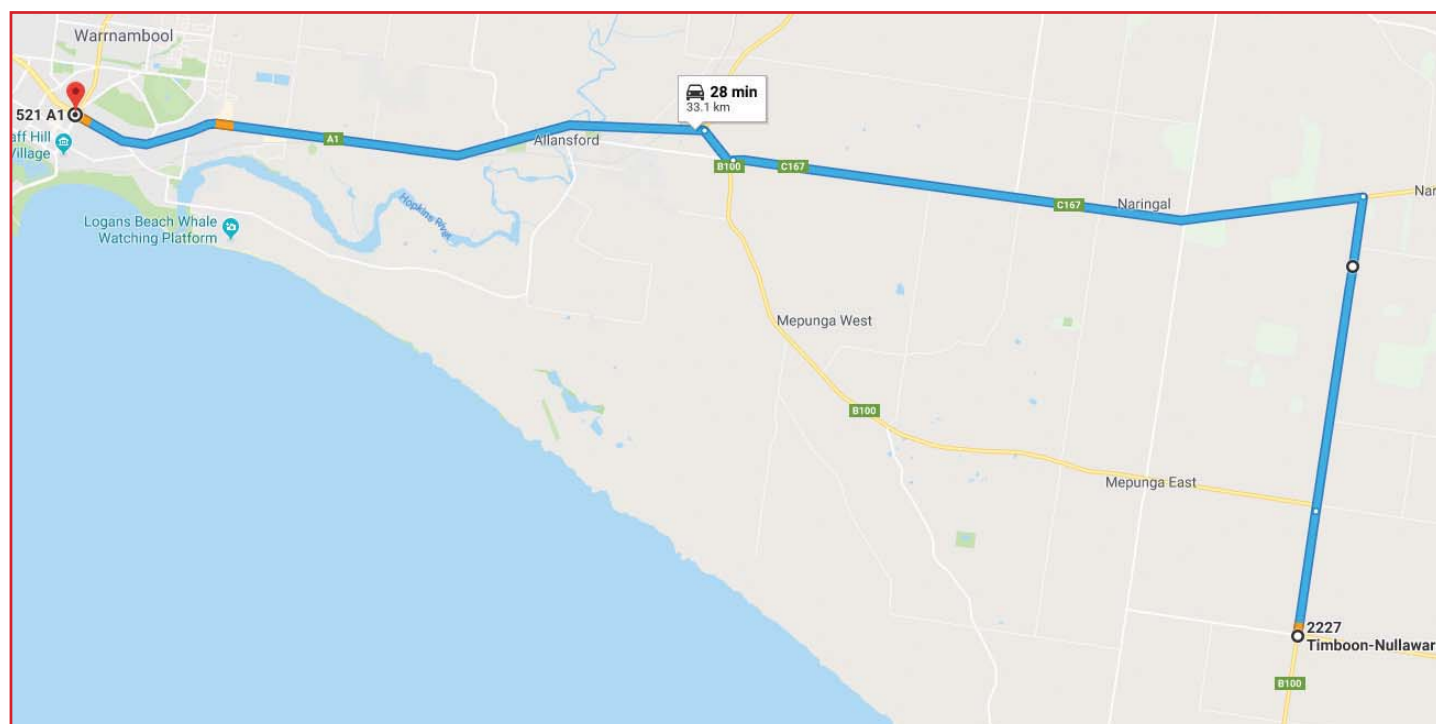 Warrnambool
521 A1
aff Hill
Village
Logans Beach Whale
Watching Platform
Hopkins River
A1
Allansford
28 min
33.1 km
B100
C167
C167
Naringal
Nar
Mepunga West
B100
Mepunga East
2227
Timboon-Nullawar
B100